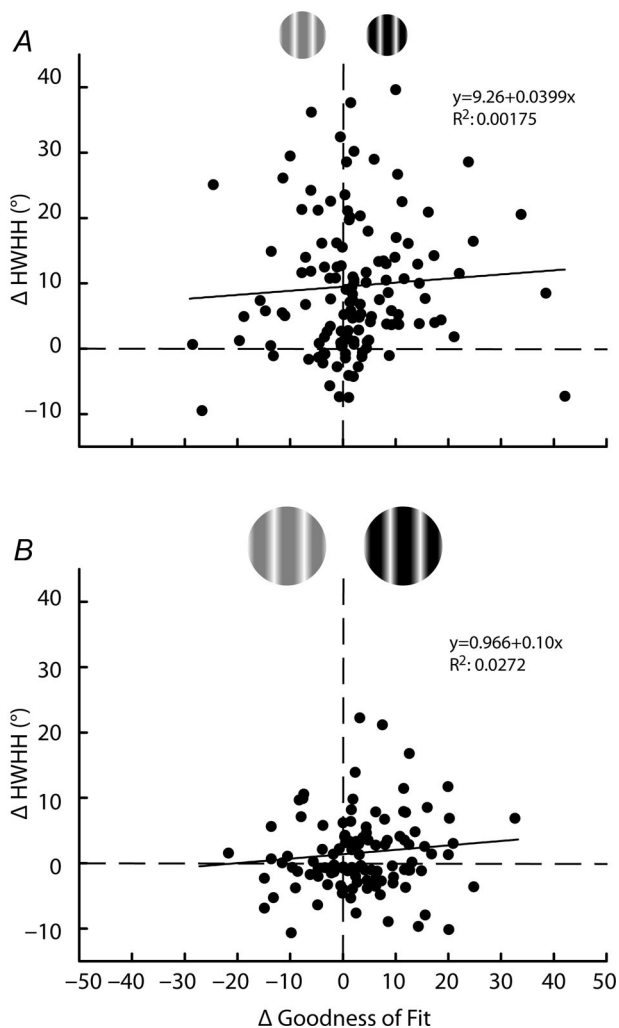 A
40
30
20
10
0
−10
Δ HWHH (°)
y=9.26+0.0399x
R²: 0.00175
B
40
30
20
10
0
−10
Δ HWHH (°)
y=0.966+0.10x
R²: 0.0272
−50 −40 −30 −20 −10 0 10 20 30 40 50
Δ Goodness of Fit